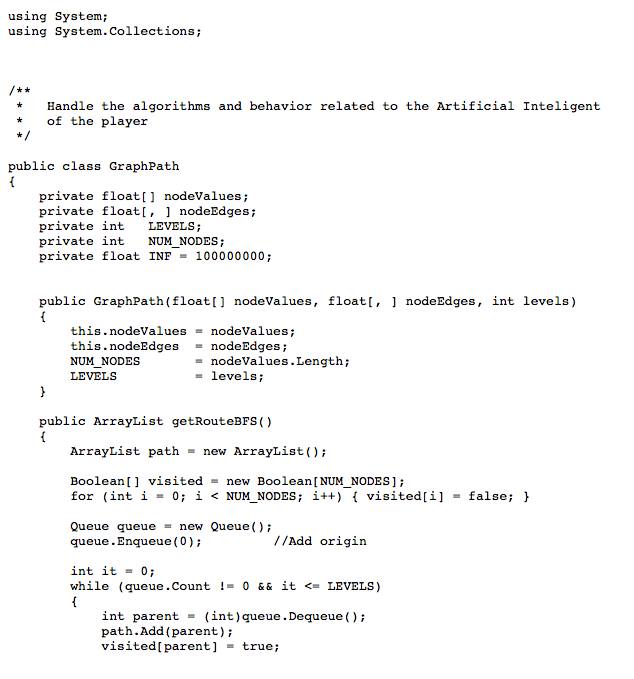 using System;
using System.Collections;
/**
 *   Handle the algorithms and behavior related to the Artificial Inteligent
 *   of the player
 */
public class GraphPath
{
    private float[] nodeValues;
    private float[, ] nodeEdges;
    private int   LEVELS;
    private int   NUM_NODES;
    private float INF = 100000000;
    public GraphPath(float[] nodeValues, float[, ] nodeEdges, int levels)
    {
        this.nodeValues = nodeValues;
        this.nodeEdges  = nodeEdges;
        NUM_NODES       = nodeValues.Length;
        LEVELS          = levels;
    }
    public ArrayList getRouteBFS()
    {
        ArrayList path = new ArrayList();
        Boolean[] visited = new Boolean[NUM_NODES];
        for (int i = 0; i < NUM_NODES; i++) { visited[i] = false; }
        Queue queue = new Queue();
        queue.Enqueue(0);         //Add origin
        int it = 0;
        while (queue.Count != 0 && it <= LEVELS)
        {
            int parent = (int)queue.Dequeue();
            path.Add(parent);
            visited[parent] = true;